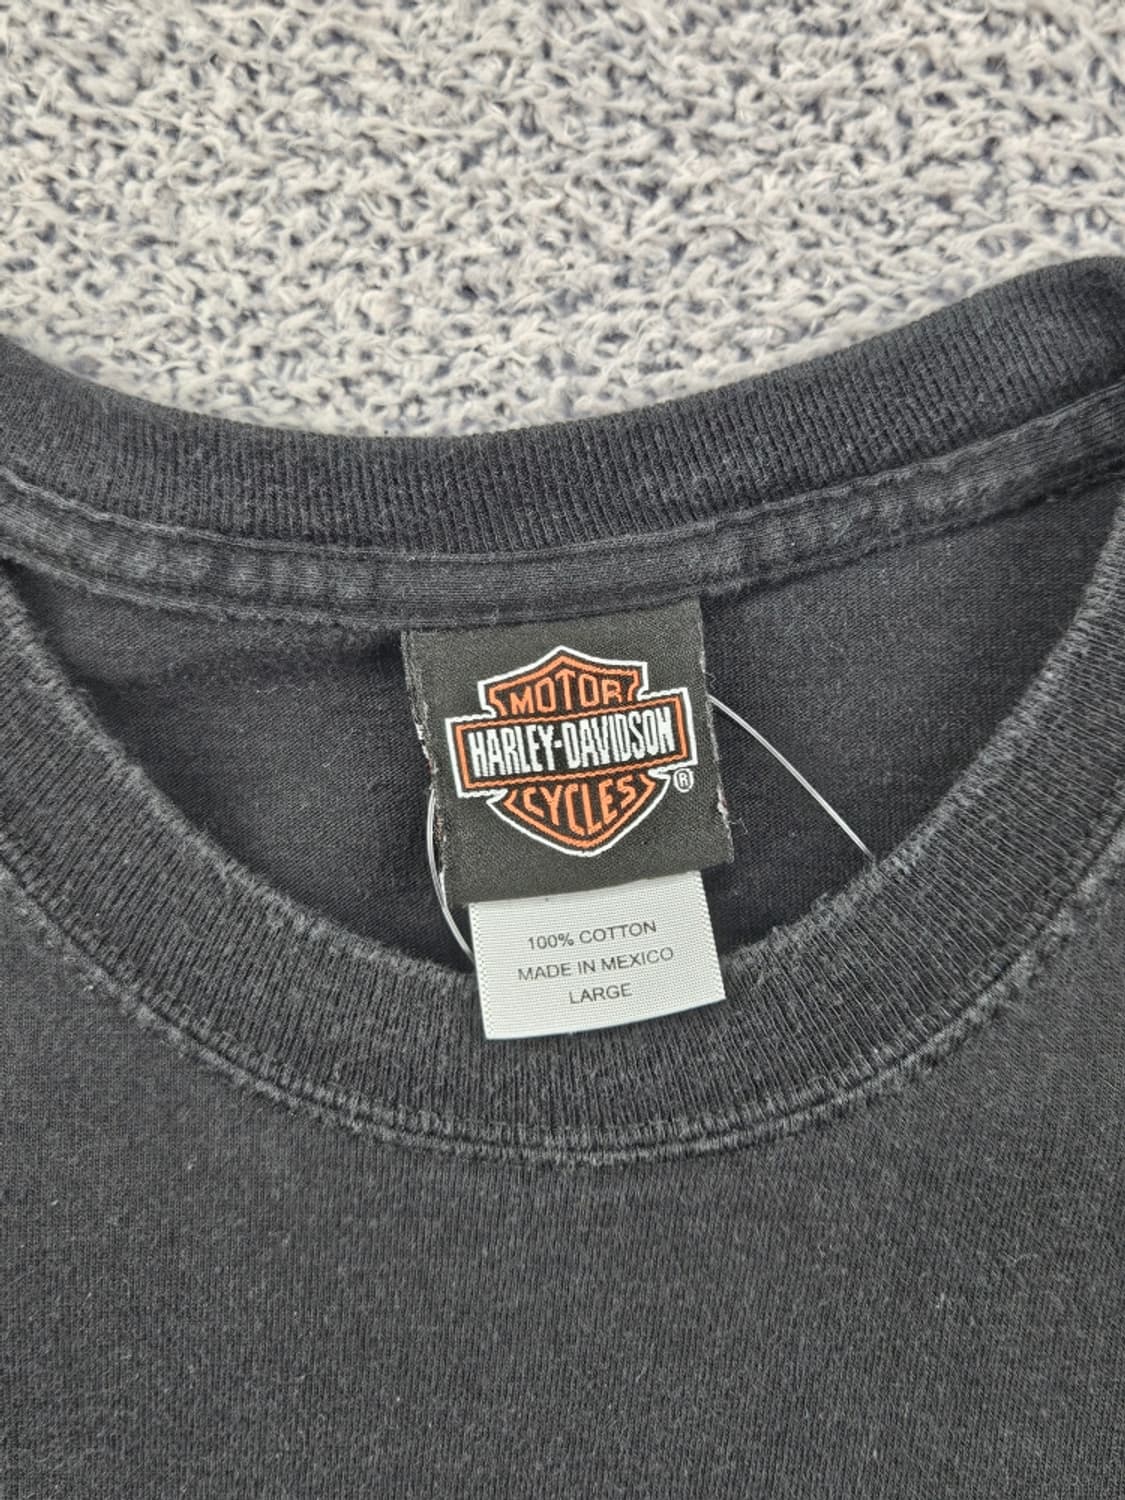 MOTOR
HARLEY-DAVIDSON
CYCLES
®
100% COTTON
MADE IN MEXICO
LARGE